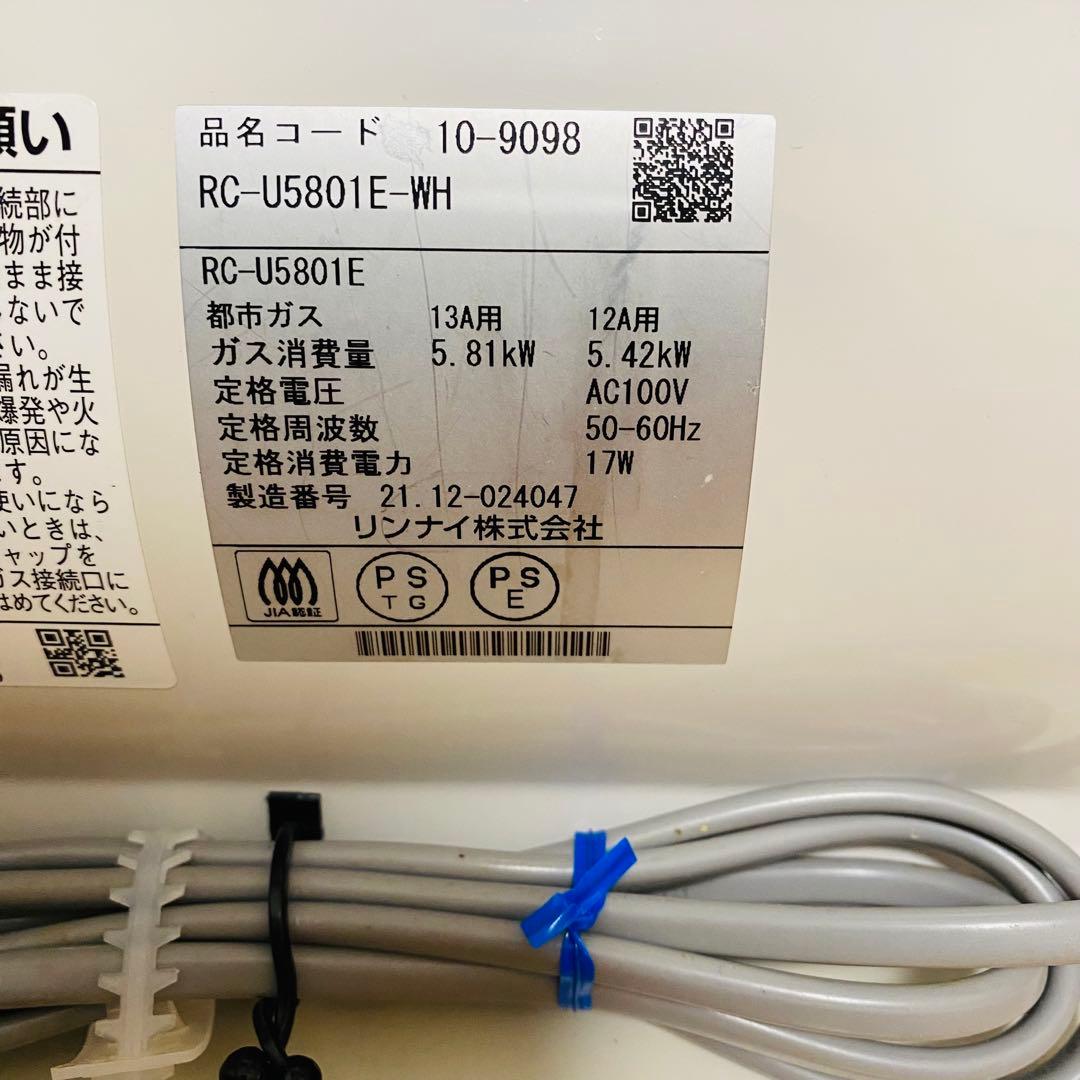 願い
続部に
物が付
まま接
しないで
さい。
漏れが生
爆発や火
原因にな
ます。
使いになら
いときは、
ャップを
ガス接続口に
はめてください。
品名コード 10-9098
RC-U5801E-WH
RC-U5801E
都市ガス 13A用 12A用
ガス消費量 5.81kW 5.42kW
定格電圧 AC100V
定格周波数 50-60Hz
定格消費電力 17W
製造番号 21.12-024047
リンナイ株式会社
JIA認証
PS TG
PS E